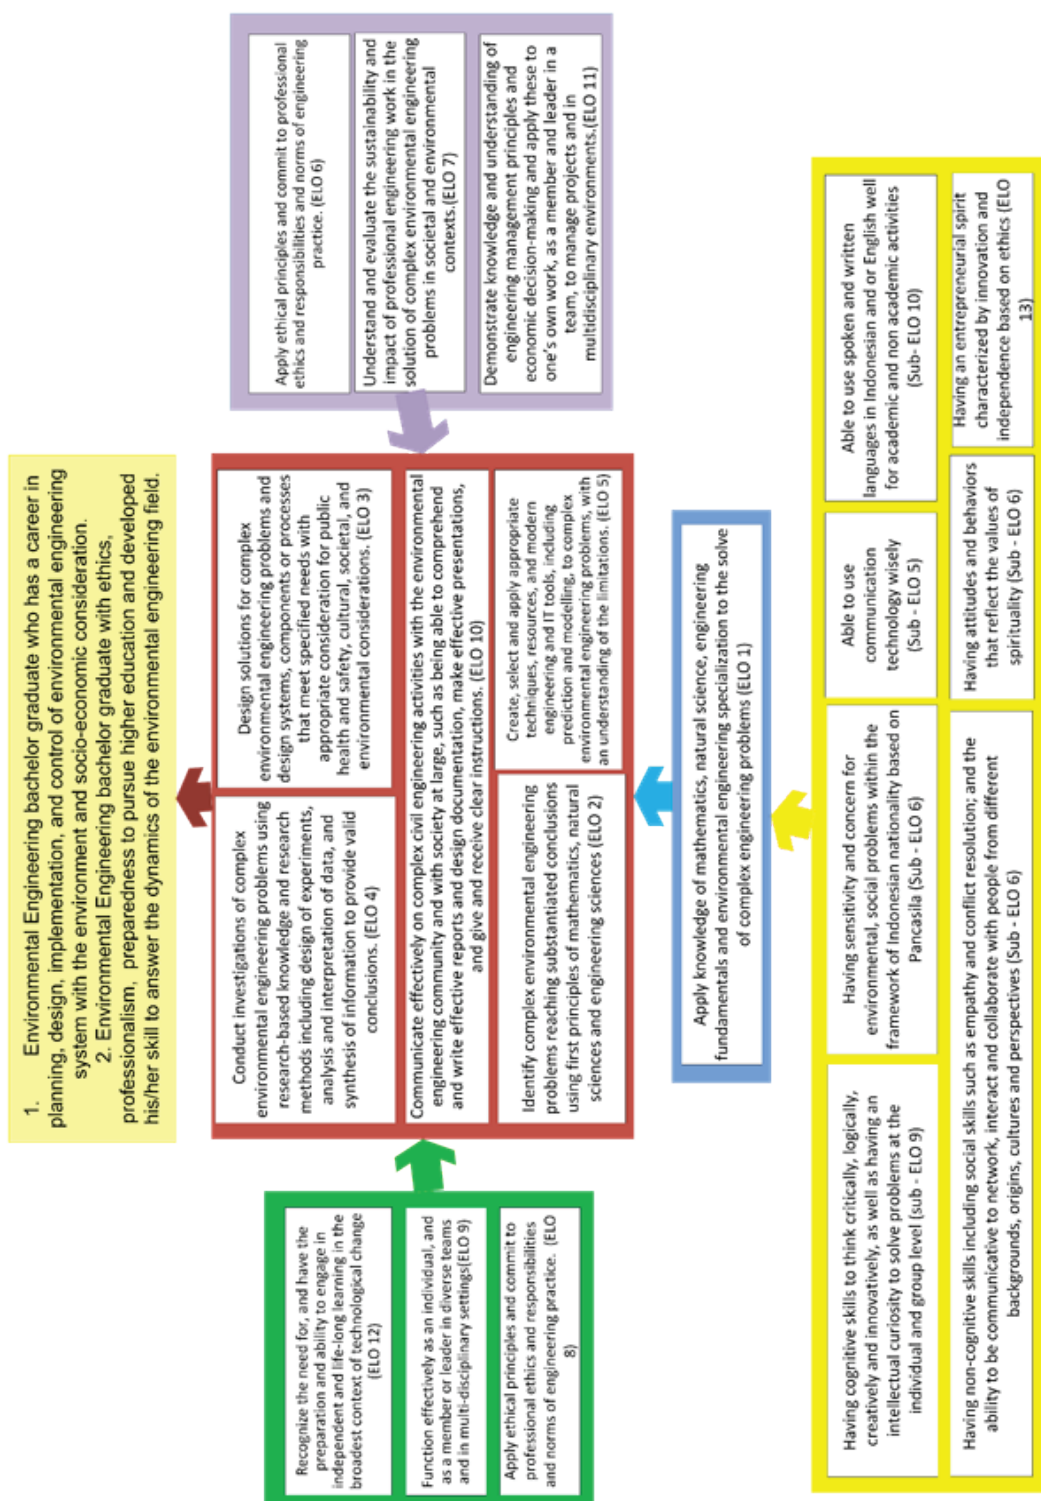 1. Environmental Engineering bachelor graduate who has a career in
planning, design, implementation, and control of environmental engineering
system with the environment and socio-economic consideration.
2. Environmental Engineering bachelor graduate with ethics,
professionalism, preparedness to pursue higher education and developed
his/her skill to answer the dynamics of the environmental engineering field.
Recognize the need for, and have the
preparation and ability to engage in
independent and life-long learning in the
broadest context of technological change
(ELO 12)
Function effectively as an individual, and
as a member or leader in diverse teams
and in multi-disciplinary settings(ELO 9)
Apply ethical principles and commit to
professional ethics and responsibilities
and norms of engineering practice. (ELO
8)
Conduct investigations of complex
environmental engineering problems using
research-based knowledge and research
methods including design of experiments,
analysis and interpretation of data, and
synthesis of information to provide valid
conclusions. (ELO 4)
Design solutions for complex
environmental engineering problems and
design systems, components or processes
that meet specified needs with
appropriate consideration for public
health and safety, cultural, societal, and
environmental considerations. (ELO 3)
Communicate effectively on complex civil engineering activities with the environmental
engineering community and with society at large, such as being able to comprehend
and write effective reports and design documentation, make effective presentations,
and give and receive clear instructions. (ELO 10)
Identify complex environmental engineering
problems reaching substantiated conclusions
using first principles of mathematics, natural
sciences and engineering sciences (ELO 2)
Create, select and apply appropriate
techniques, resources, and modern
engineering and IT tools, including
prediction and modelling, to complex
environmental engineering problems, with
an understanding of the limitations. (ELO 5)
Apply ethical principles and commit to professional
ethics and responsibilities and norms of engineering
practice. (ELO 6)
Understand and evaluate the sustainability and
impact of professional engineering work in the
solution of complex environmental engineering
problems in societal and environmental
contexts.(ELO 7)
Demonstrate knowledge and understanding of
engineering management principles and
economic decision-making and apply these to
one's own work, as a member and leader in a
team, to manage projects and in
multidisciplinary environments.(ELO 11)
Apply knowledge of mathematics, natural science, engineering
fundamentals and environmental engineering specialization to the solve
of complex engineering problems (ELO 1)
Having cognitive skills to think critically, logically,
creatively and innovatively, as well as having an
intellectual curiosity to solve problems at the
individual and group level (sub - ELO 9)
Having sensitivity and concern for
environmental, social problems within the
framework of Indonesian nationality based on
Pancasila (Sub - ELO 6)
Able to use
communication
technology wisely
(Sub - ELO 5)
Able to use spoken and written
languages in Indonesian and or English well
for academic and non academic activities
(Sub- ELO 10)
Having non-cognitive skills including social skills such as empathy and conflict resolution; and the
ability to be communicative to network, interact and collaborate with people from different
backgrounds, origins, cultures and perspectives (Sub - ELO 6)
Having attitudes and behaviors
that reflect the values of
spirituality (Sub - ELO 6)
Having an entrepreneurial spirit
characterized by innovation and
independence based on ethics (ELO
13)